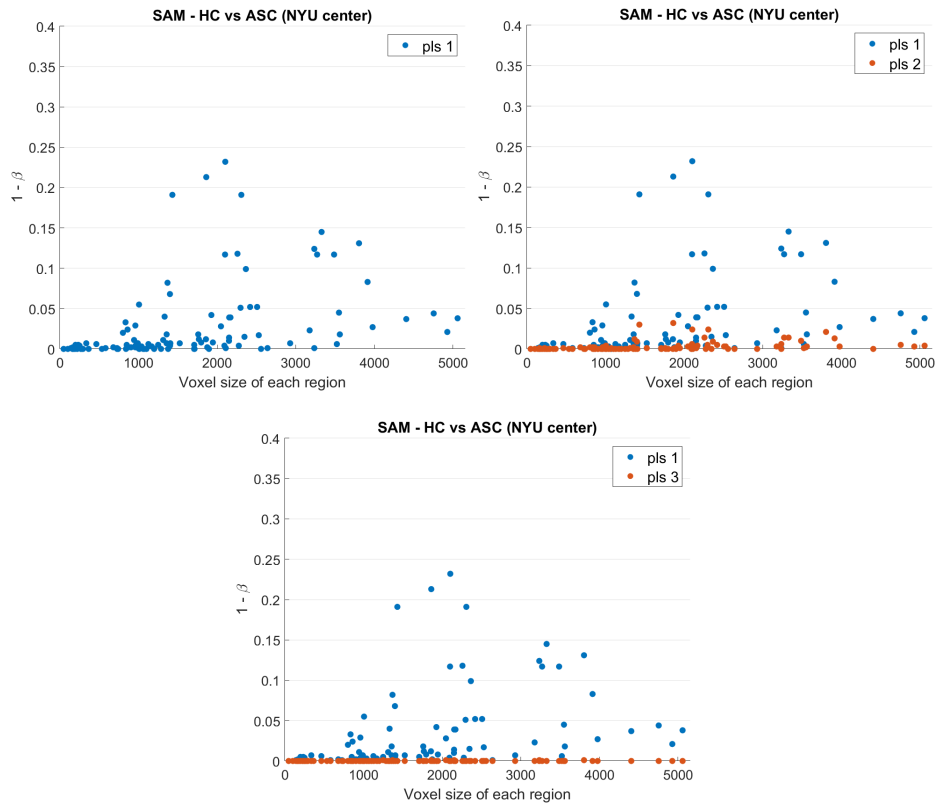 SAM - HC vs ASC (NYU center)
pls 1
0.4
0.35
0.3
0.25
0.2
0.15
0.1
0.05
0
1 - β
0 1000 2000 3000 4000 5000
Voxel size of each region
SAM - HC vs ASC (NYU center)
pls 1
pls 2
0.4
0.35
0.3
0.25
0.2
0.15
0.1
0.05
0
1 - β
0 1000 2000 3000 4000 5000
Voxel size of each region
SAM - HC vs ASC (NYU center)
pls 1
pls 3
0.4
0.35
0.3
0.25
0.2
0.15
0.1
0.05
0
1 - β
0 1000 2000 3000 4000 5000
Voxel size of each region